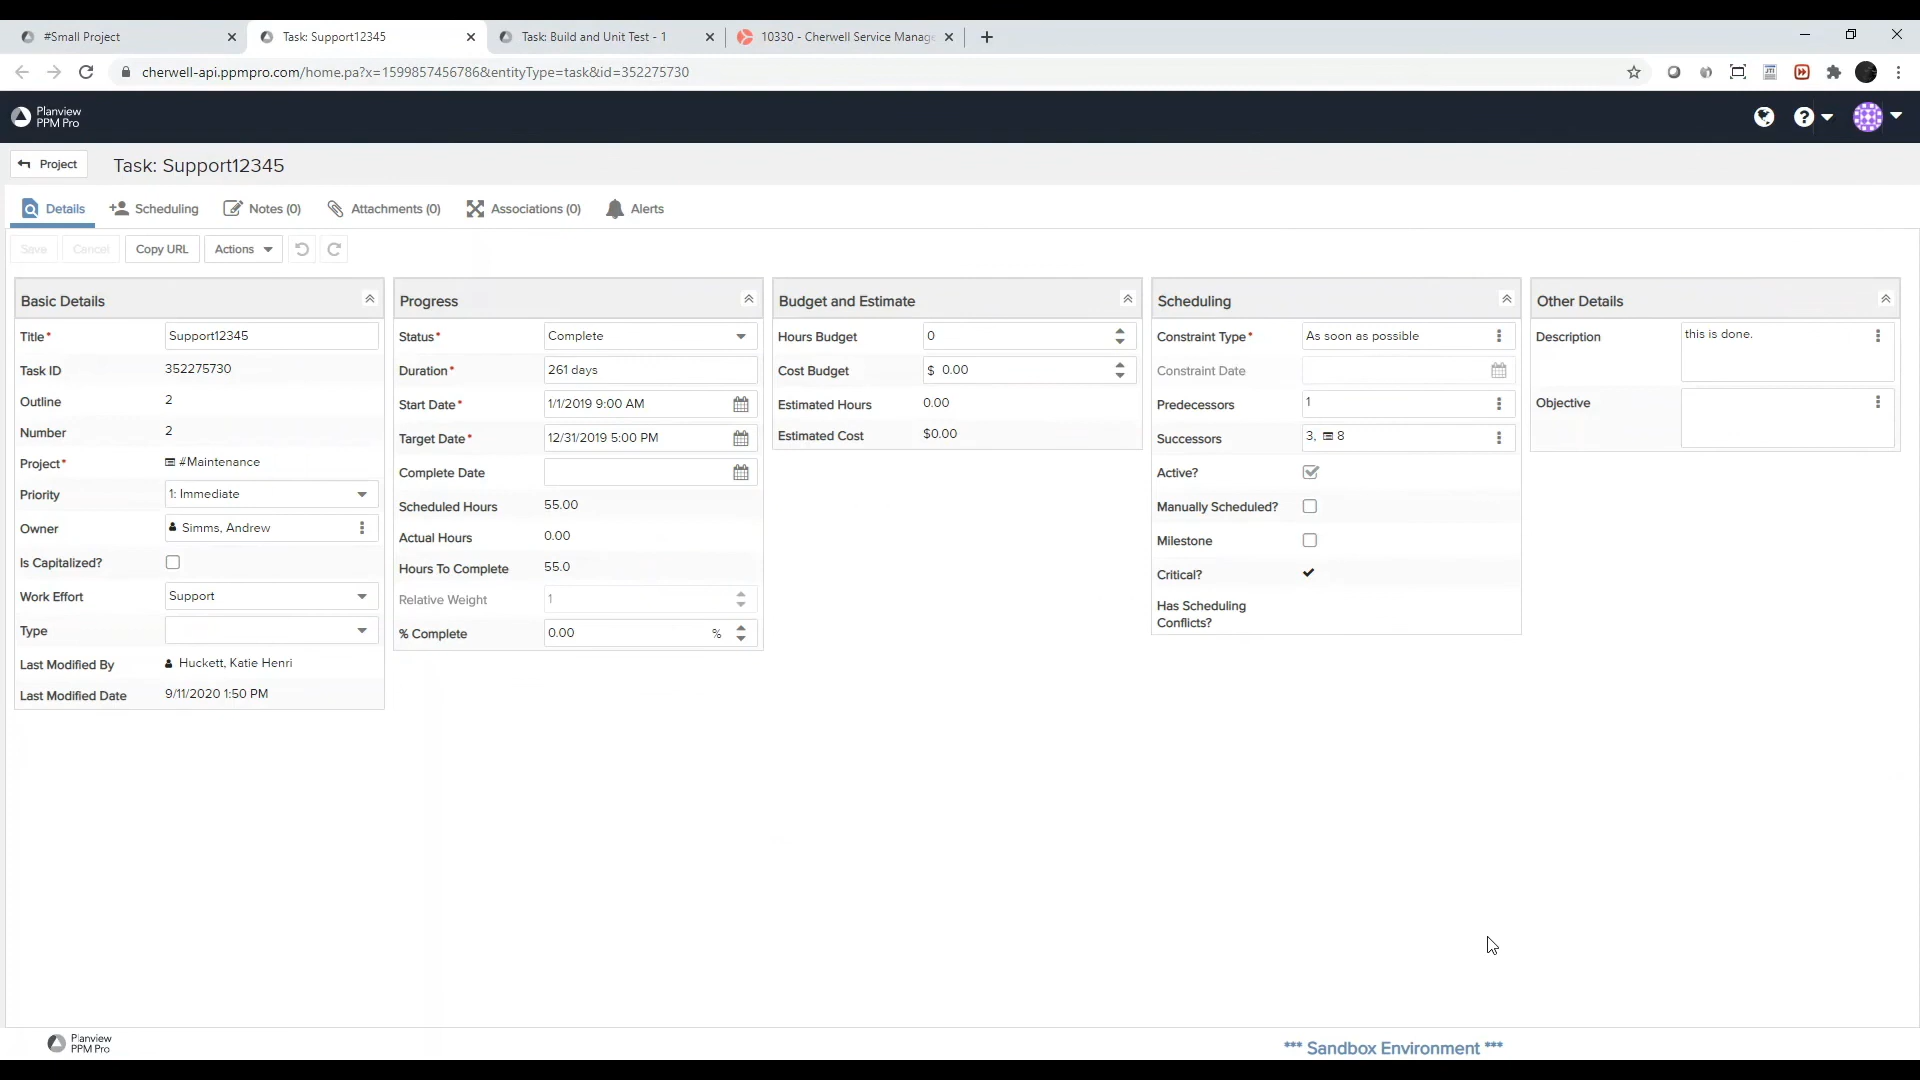 #Small Project
Task: Support12345
Task: Build and Unit Test - 1
10330 - Cherwell Service Manag
cherwell-api.ppmpro.com/home.pa?x=1599857456786&entityType=task&id=352275730
Planview
PPM Pro
Project
Task: Support12345
Details
Scheduling
Notes (0)
Attachments (0)
Associations (0)
Alerts
Save
Cancel
Copy URL
Actions
Basic Details
Title*
Support12345
Task ID
352275730
Outline
2
Number
2
Project*
#Maintenance
Priority
1: Immediate
Owner
Simms, Andrew
Is Capitalized?
Work Effort
Support
Type
Last Modified By
Huckett, Katie Henri
Last Modified Date
9/11/2020 1:50 PM
Progress
Status*
Complete
Duration*
261 days
Start Date*
1/1/2019 9:00 AM
Target Date*
12/31/2019 5:00 PM
Complete Date
Scheduled Hours
55.00
Actual Hours
0.00
Hours To Complete
55.0
Relative Weight
1
% Complete
0.00 %
Budget and Estimate
Hours Budget
0
Cost Budget
$ 0.00
Estimated Hours
0.00
Estimated Cost
$0.00
Scheduling
Constraint Type*
As soon as possible
Constraint Date
Predecessors
1
Successors
3, 8
Active?
Manually Scheduled?
Milestone
Critical?
Has Scheduling
Conflicts?
Other Details
Description
this is done.
Objective
Planview
PPM Pro
*** Sandbox Environment ***